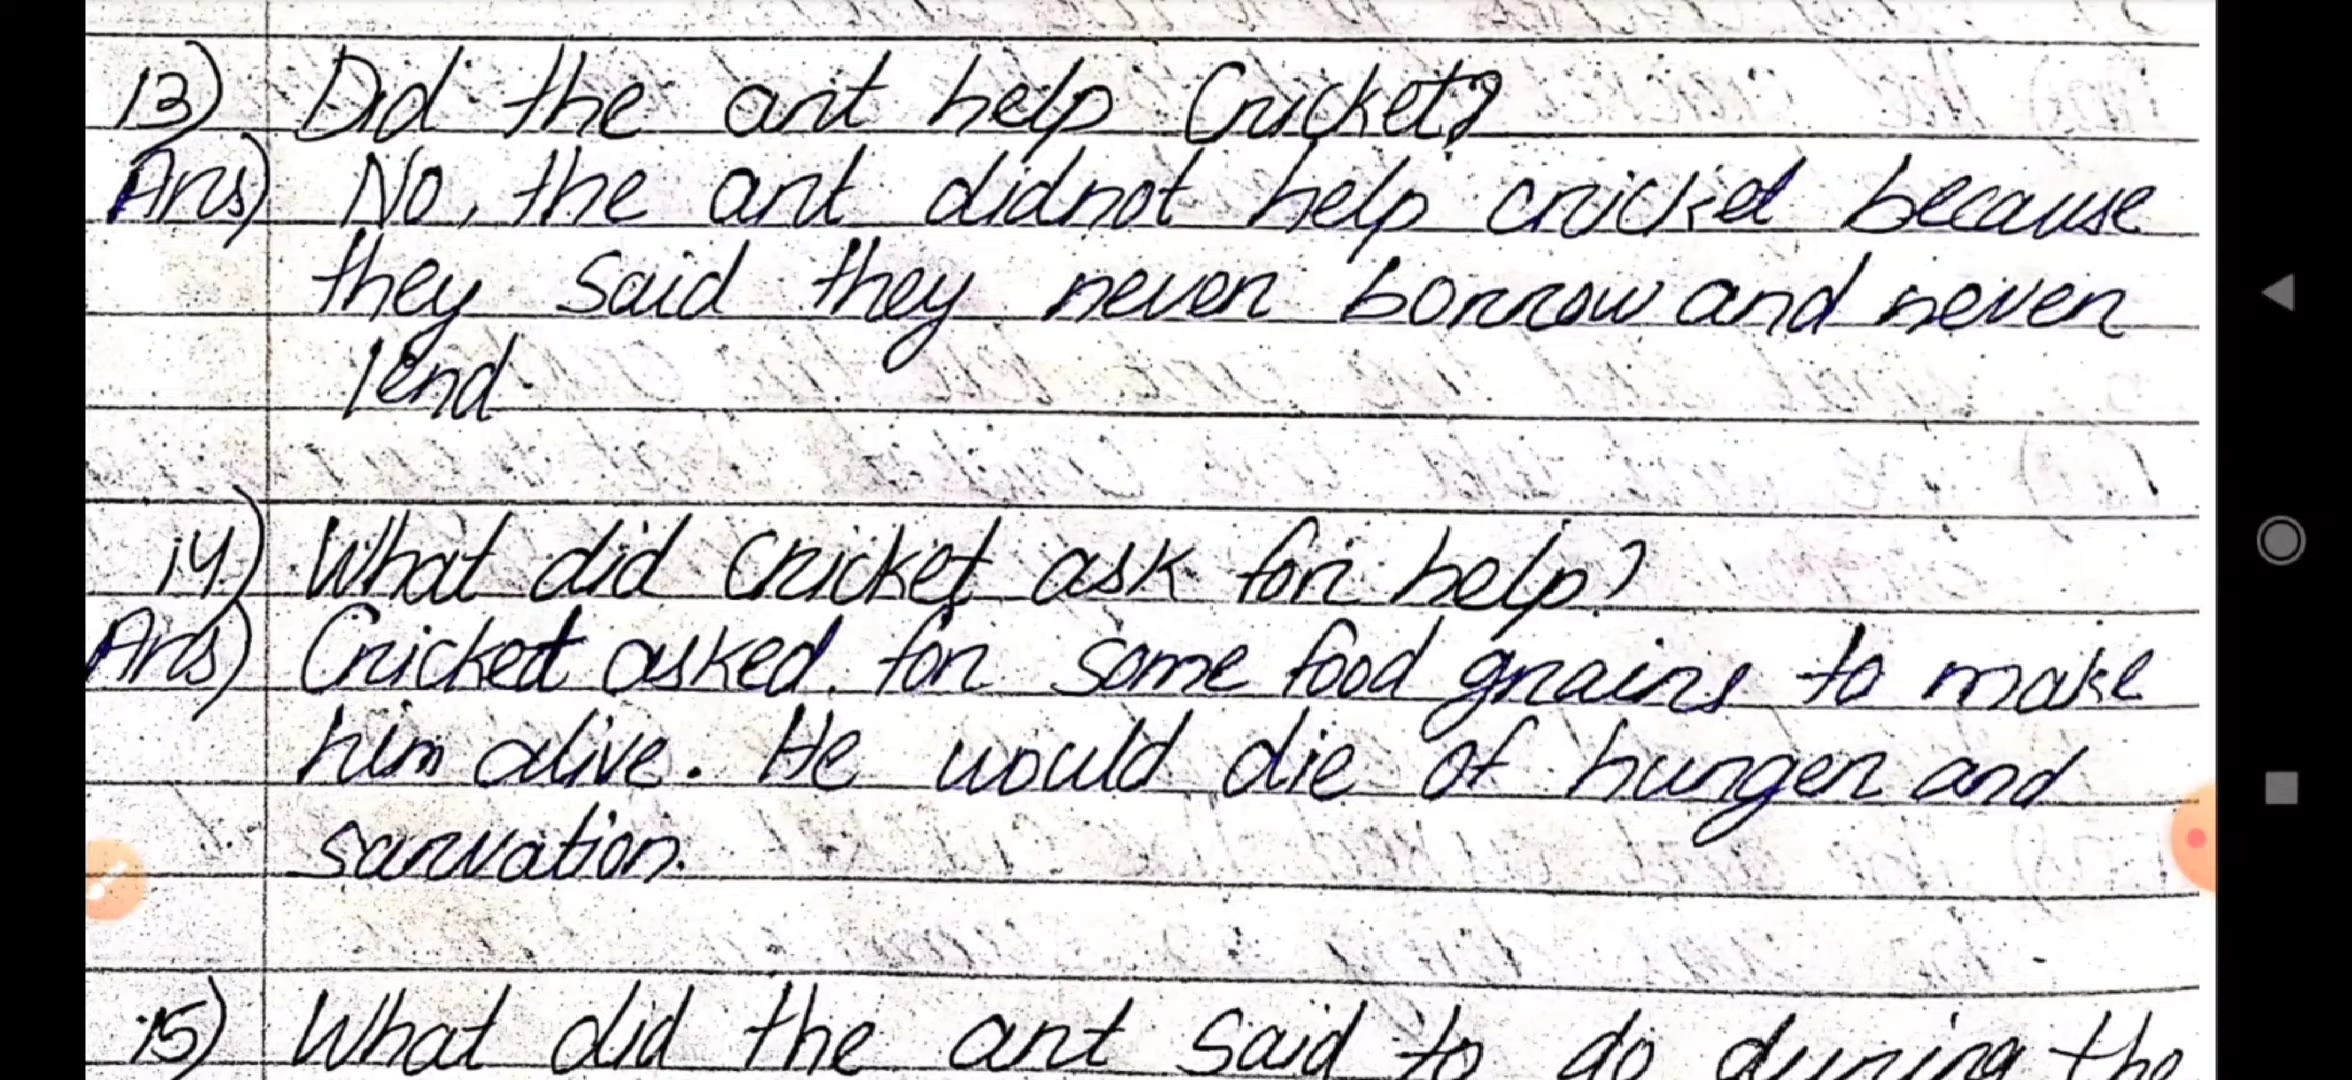 13) Did the ant help Cricket?
Ans) No, the ant didnot help cricket because
they said they never borrow and never
lend.
14) What did Cricket ask for help?
Ans) Cricket asked for some food grains to make
him alive. He would die of hunger and
sarvation.
15) What did the ant said to do during the